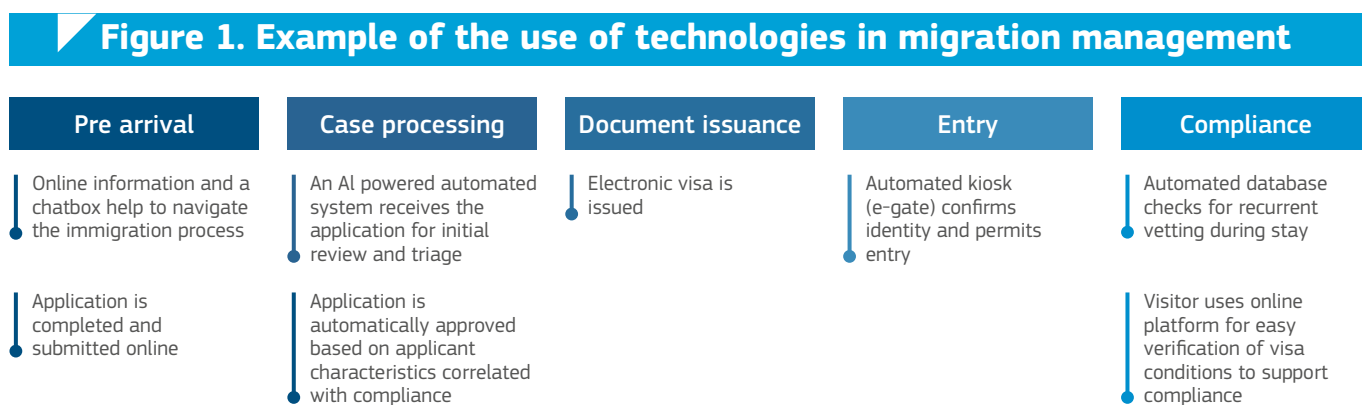 Figure 1. Example of the use of technologies in migration management
Pre arrival
Online information and a
chatbox help to navigate
the immigration process
Application is
completed and
submitted online
Case processing
An AI powered automated
system receives the
application for initial
review and triage
Application is
automatically approved
based on applicant
characteristics correlated
with compliance
Document issuance
Electronic visa is
issued
Entry
Automated kiosk
(e-gate) confirms
identity and permits
entry
Compliance
Automated database
checks for recurrent
vetting during stay
Visitor uses online
platform for easy
verification of visa
conditions to support
compliance